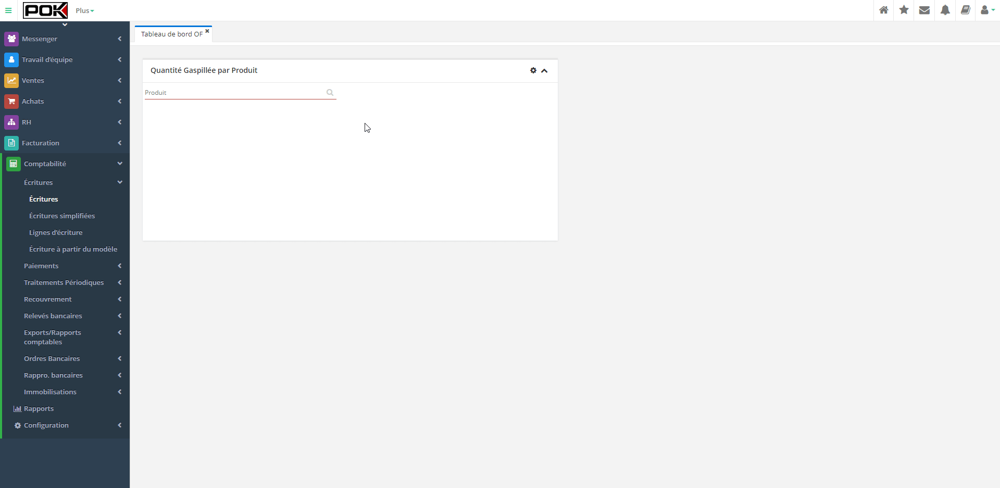 POK
Plus
Messenger
Travail d'équipe
Ventes
Achats
RH
Facturation
Comptabilité
Écritures
Écritures
Écritures simplifiées
Lignes d'écriture
Écriture à partir du modèle
Paiements
Traitements Périodiques
Recouvrement
Relevés bancaires
Exports/Rapports
comptables
Ordres Bancaires
Rappro. bancaires
Immobilisations
Rapports
Configuration
Tableau de bord OF
Quantité Gaspillée par Produit
Produit